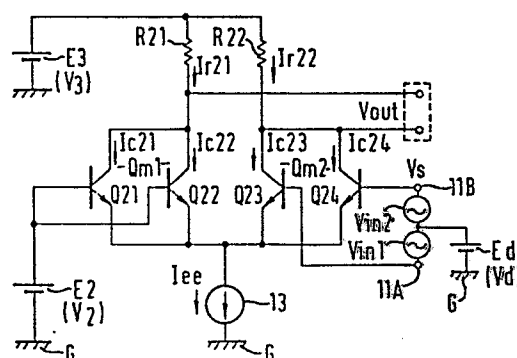 R21 R22
E3 (V3)
Ir21 Ir22
Vout
Ic21 Ic22 Ic23 Ic24
Qm1 Qm2
Vs
Q21 Q22 Q23 Q24
11B
Vin2
Vin1
Ed (Vd)
11A
G
E2 (V2)
Iee
13
G G